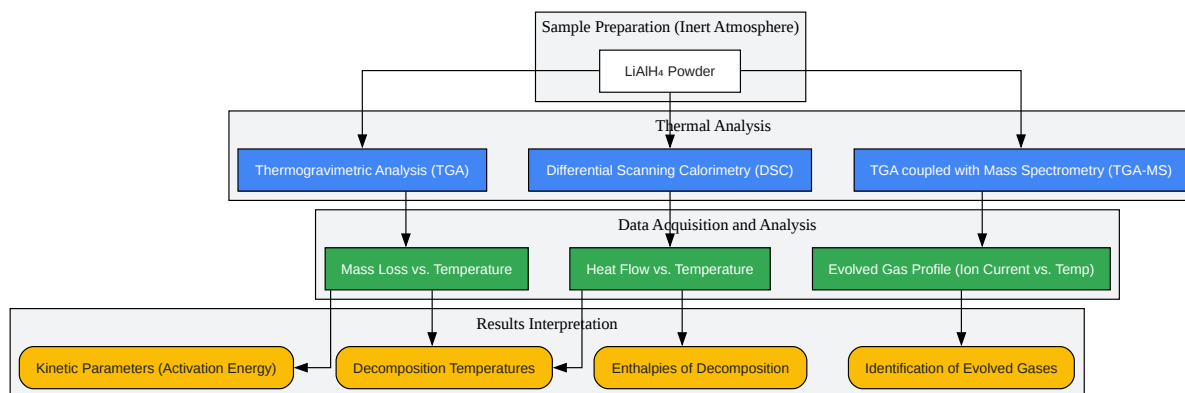 Sample Preparation (Inert Atmosphere)
LiAlH₄ Powder
Thermal Analysis
Thermogravimetric Analysis (TGA)
Differential Scanning Calorimetry (DSC)
TGA coupled with Mass Spectrometry (TGA-MS)
Data Acquisition and Analysis
Mass Loss vs. Temperature
Heat Flow vs. Temperature
Evolved Gas Profile (Ion Current vs. Temp)
Results Interpretation
Kinetic Parameters (Activation Energy)
Decomposition Temperatures
Enthalpies of Decomposition
Identification of Evolved Gases